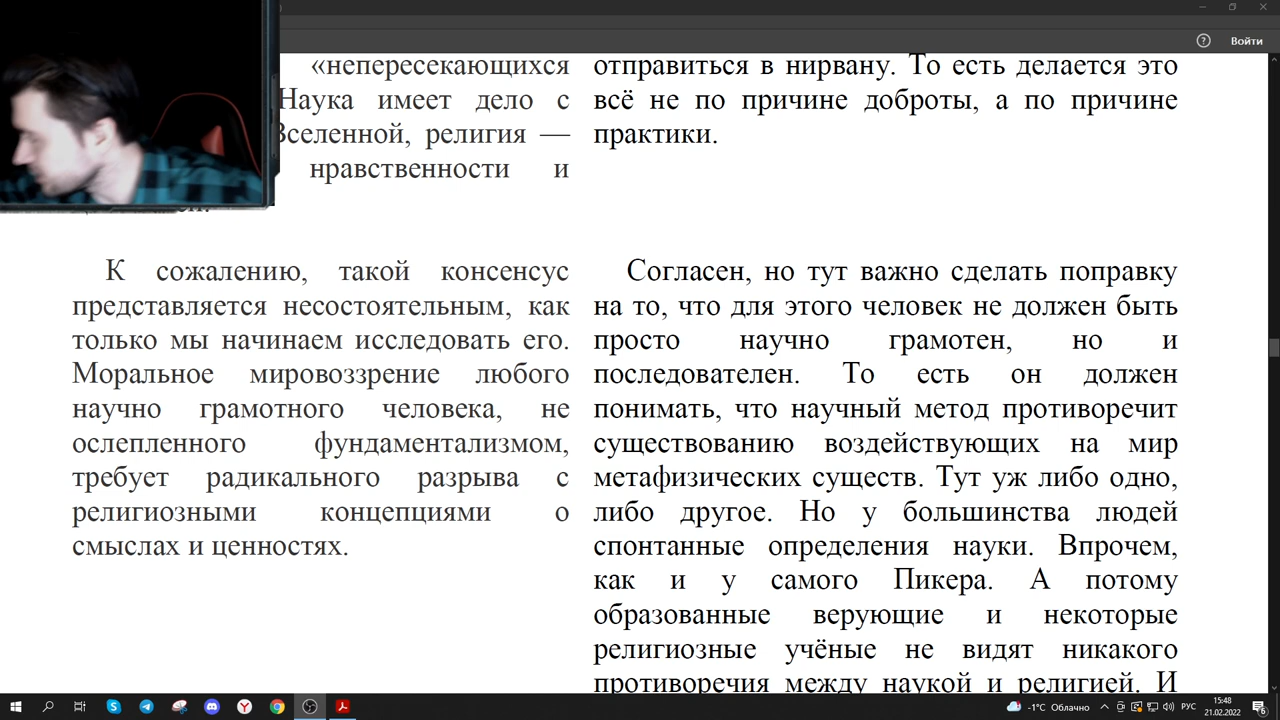 Войти
«непересекающихся
Наука имеет дело с
Вселенной, религия —
нравственности и
К сожалению, такой консенсус
представляется несостоятельным, как
только мы начинаем исследовать его.
Моральное мировоззрение любого
научно грамотного человека, не
ослепленного фундаментализмом,
требует радикального разрыва с
религиозными концепциями о
смыслах и ценностях.
отправиться в нирвану. То есть делается это
всё не по причине доброты, а по причине
практики.
Согласен, но тут важно сделать поправку
на то, что для этого человек не должен быть
просто научно грамотен, но и
последователен. То есть он должен
понимать, что научный метод противоречит
существованию воздействующих на мир
метафизических существ. Тут уж либо одно,
либо другое. Но у большинства людей
спонтанные определения науки. Впрочем,
как и у самого Пикера. А потому
образованные верующие и некоторые
религиозные учёные не видят никакого
противоречия между наукой и религией. И
-1°C Облачно
РУС
15:48
21.02.2022
6